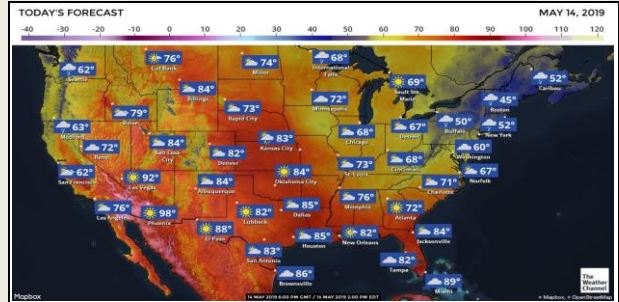 TODAY'S FORECAST
MAY 14, 2019
-40 -30 -20 -10 0 10 20 30 40 50 60 70 80 90 100 110 120
62°
Seattle
76°
Cut Bank
74°
Minot
68°
International
Falls
52°
Caribou
84°
Billings
69°
Sault Ste.
Marie
45°
Boston
63°
Medford
79°
Boise
73°
Rapid City
72°
Minneapolis
50°
Buffalo
52°
New York
72°
Reno
84°
Salt Lake
City
82°
Denver
83°
Kansas City
68°
Chicago
67°
Detroit
60°
Washington
62°
San Francisco
92°
Las Vegas
84°
Albuquerque
84°
Oklahoma City
73°
St. Louis
68°
Cincinnati
67°
Norfolk
76°
Los Angeles
98°
Phoenix
88°
El Paso
82°
Lubbock
85°
Dallas
76°
Memphis
71°
Charlotte
72°
Atlanta
83°
San Antonio
85°
Houston
82°
New Orleans
84°
Jacksonville
86°
Brownsville
82°
Tampa
89°
Miami
The
Weather
Channel
Mapbox
14 MAY 2019 6:00 PM GMT / 14 MAY 2019 2:00 PM EDT
© Mapbox, © OpenStreetMap